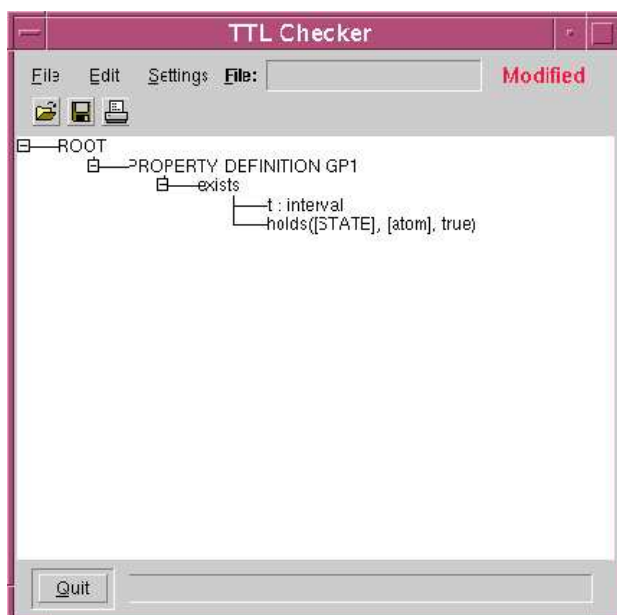 TTL Checker
File Edit Settings File: Modified
ROOT
PROPERTY DEFINITION GP1
exists
t : interval
holds([STATE], [atom], true)
Quit